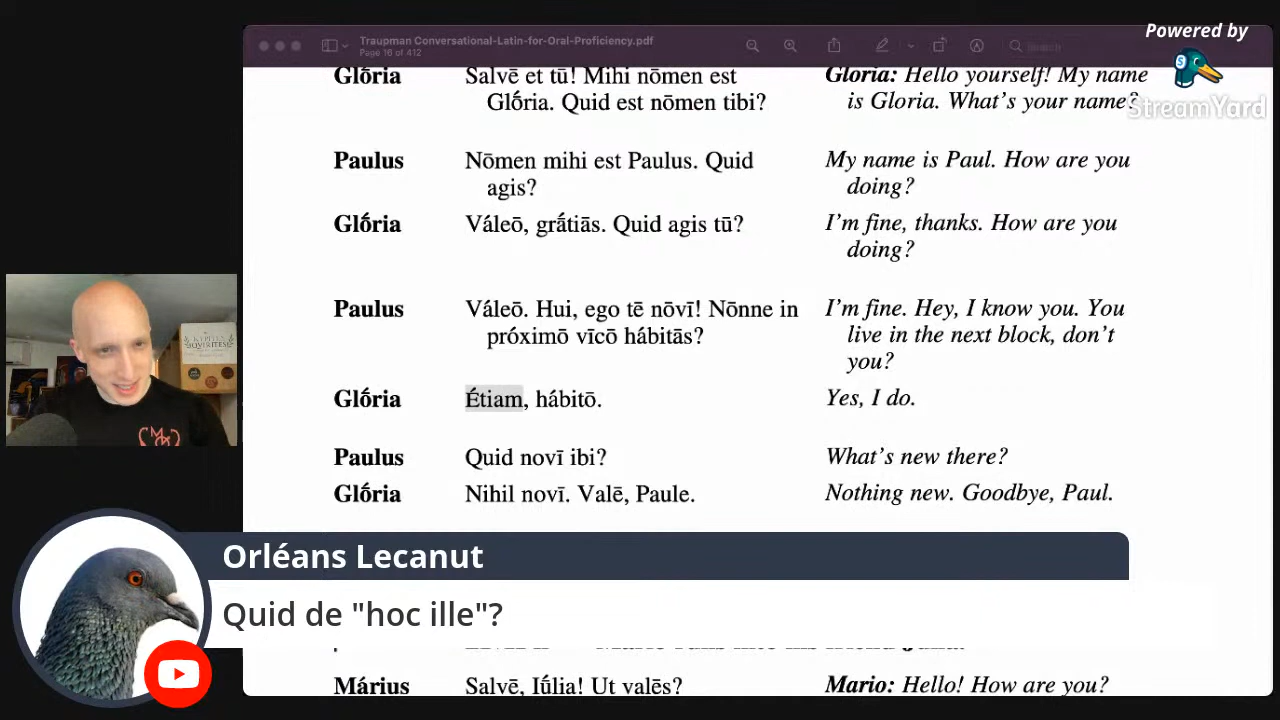 Powered by
StreamYard
Traupman Conversational-Latin-for-Oral-Proficiency.pdf
Page 16 of 412
Search
Glṓria Salvē et tū! Mihi nōmen est Gloria: Hello yourself! My name
Glṓria. Quid est nōmen tibi? is Gloria. What’s your name?
Paulus Nōmen mihi est Paulus. Quid My name is Paul. How are you
agis? doing?
Glṓria Váleō, grā́tiās. Quid agis tū? I’m fine, thanks. How are you
doing?
Paulus Váleō. Hui, ego tē nōvī! Nōnne in I’m fine. Hey, I know you. You
próximō vīcō hábitās? live in the next block, don’t
you?
Glṓria Étiam, hábitō. Yes, I do.
Paulus Quid novī ibi? What’s new there?
Glṓria Nihil novī. Valē, Paule. Nothing new. Goodbye, Paul.
Orléans Lecanut
Quid de "hoc ille"?
Márius Salvē, Iū́lia! Ut valēs? Mario: Hello! How are you?